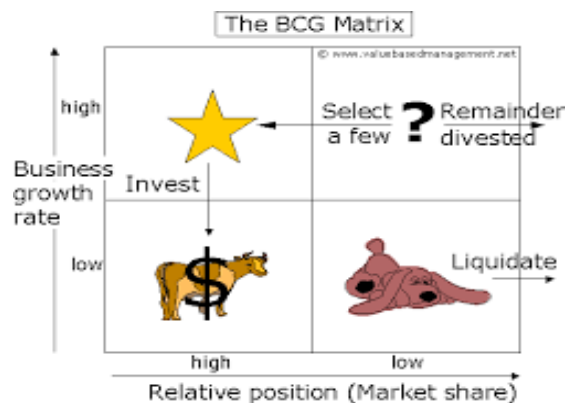 The BCG Matrix
© www.valuebasedmanagement.net
high
Select
a few
?
Remainder
divested
Business
growth
rate
Invest
low
$
Liquidate
high
low
Relative position (Market share)